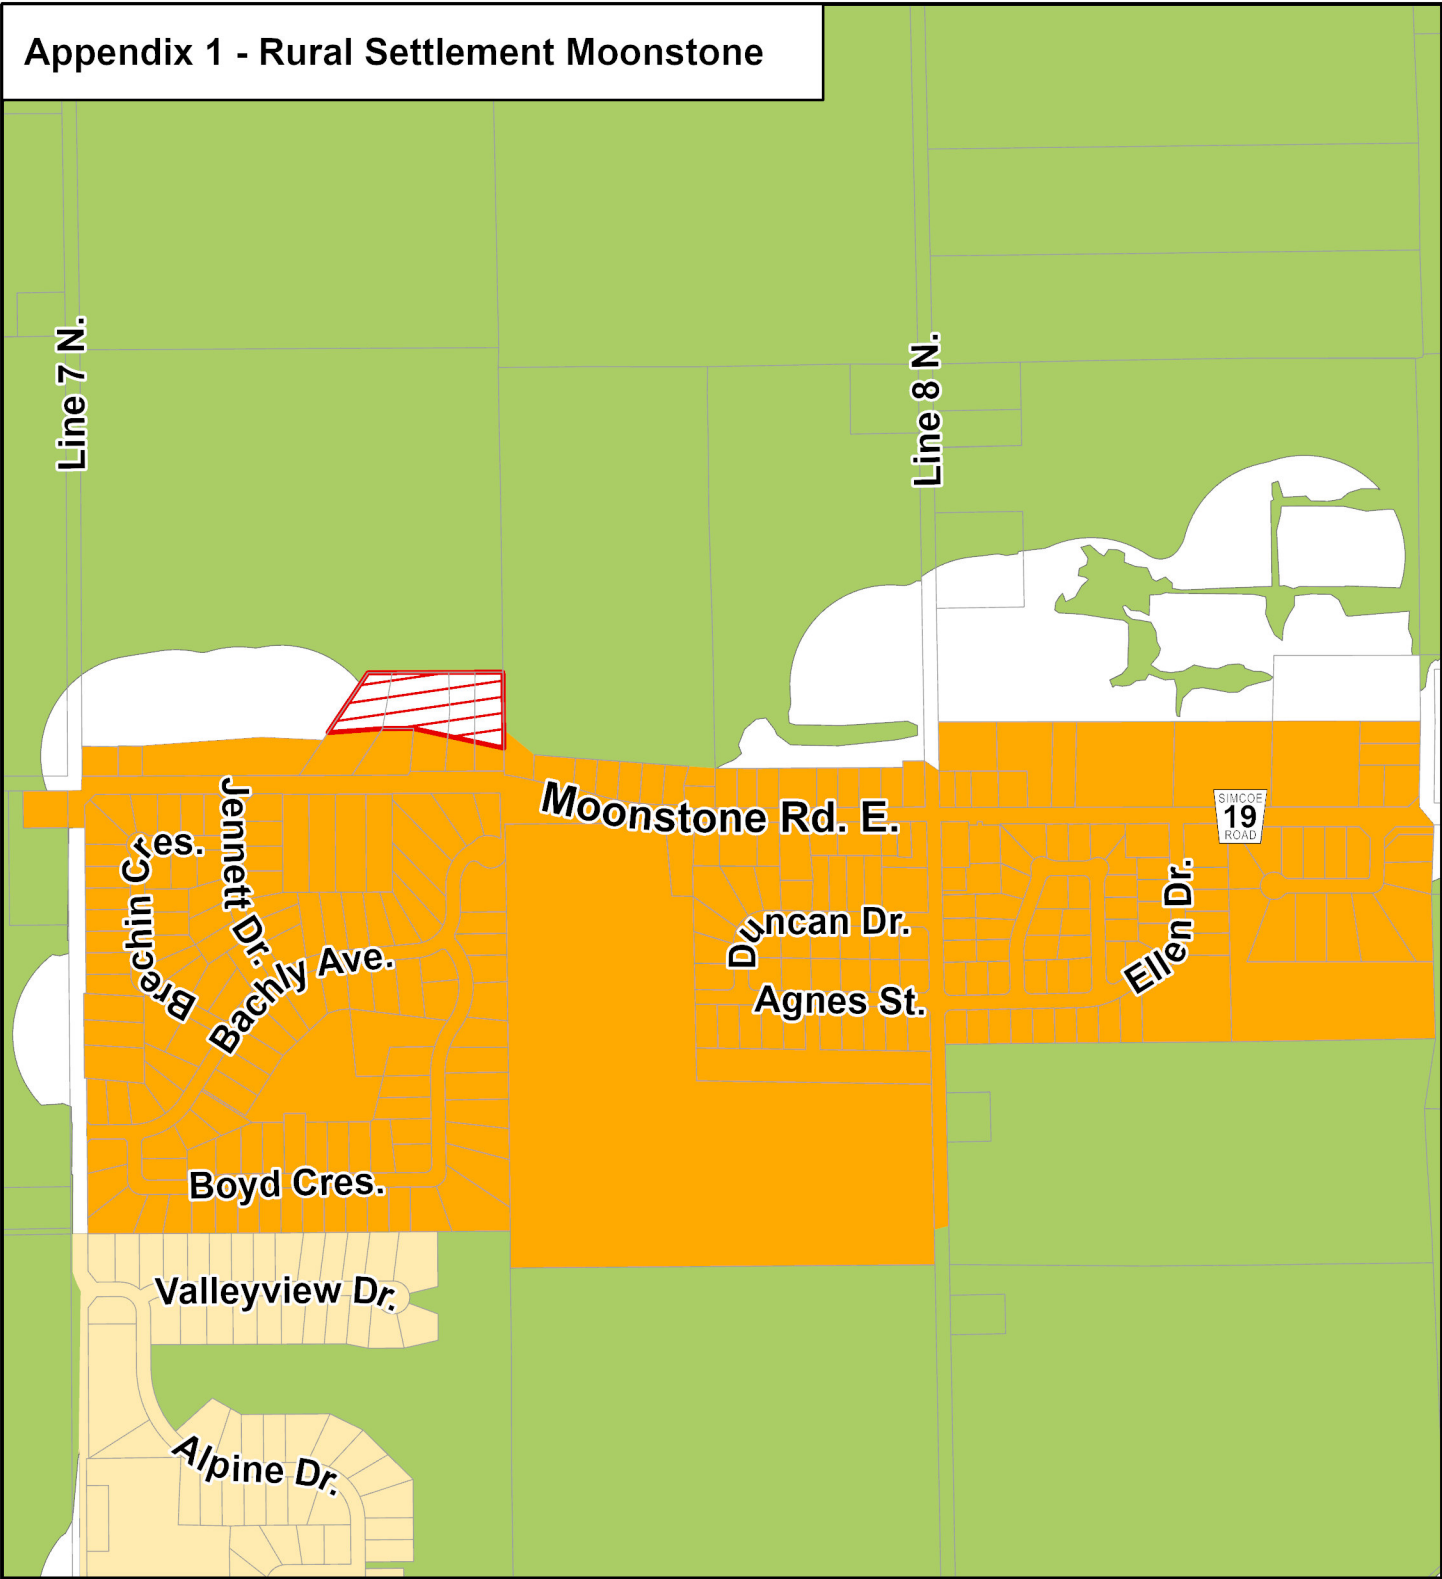 Appendix 1 - Rural Settlement Moonstone
Line 7 N.
Line 8 N.
Moonstone Rd. E.
SIMCOE
19
ROAD
Jennett Dr.
Brechin Cres.
Bachly Ave.
Duncan Dr.
Ellen Dr.
Agnes St.
Boyd Cres.
Valleyview Dr.
Alpine Dr.